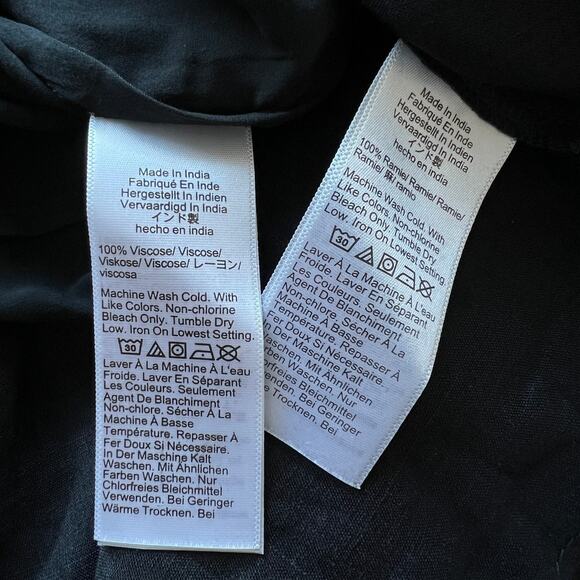 Made In India
Fabriqué En Inde
Hergestellt In Indien
Vervaardigd In India
インド製
hecho en india
100% Viscose/ Viscose/
Viskose/Viscose/ レーヨン/
viscosa
Machine Wash Cold. With
Like Colors. Non-chlorine
Bleach Only. Tumble Dry
Low. Iron On Lowest Setting.
30
Laver À La Machine À L'eau
Froide. Laver En Séparant
Les Couleurs. Seulement
Agent De Blanchiment
Non-chlore. Sécher À La
Machine À Basse
Température. Repasser À
Fer Doux Si Nécessaire.
In Der Maschine Kalt
Waschen. Mit Ähnlichen
Farben Waschen. Nur
Chlorfreies Bleichmittel
Verwenden. Bei Geringer
Wärme Trocknen. Bei
Made In India
Fabriqué En Inde
Hergestellt In Indien
Vervaardigd In India
インド製
hecho en india
100% Ramie/ Ramie/ Ramie/
Ramie/ 麻 ramio
Machine Wash Cold. With
Like Colors. Non-chlorine
Bleach Only. Tumble Dry
Low. Iron On Lowest Setting.
30
Laver À La Machine À L'eau
Froide. Laver En Séparant
Les Couleurs. Seulement
Agent De Blanchiment
Non-chlore. Sécher À La
Machine À Basse
Température. Repasser À
Fer Doux Si Nécessaire.
In Der Maschine Kalt
Waschen. Mit Ähnlichen
Farben Waschen. Nur
Bleichmittel
Bei Geringer
Trocknen. Bei